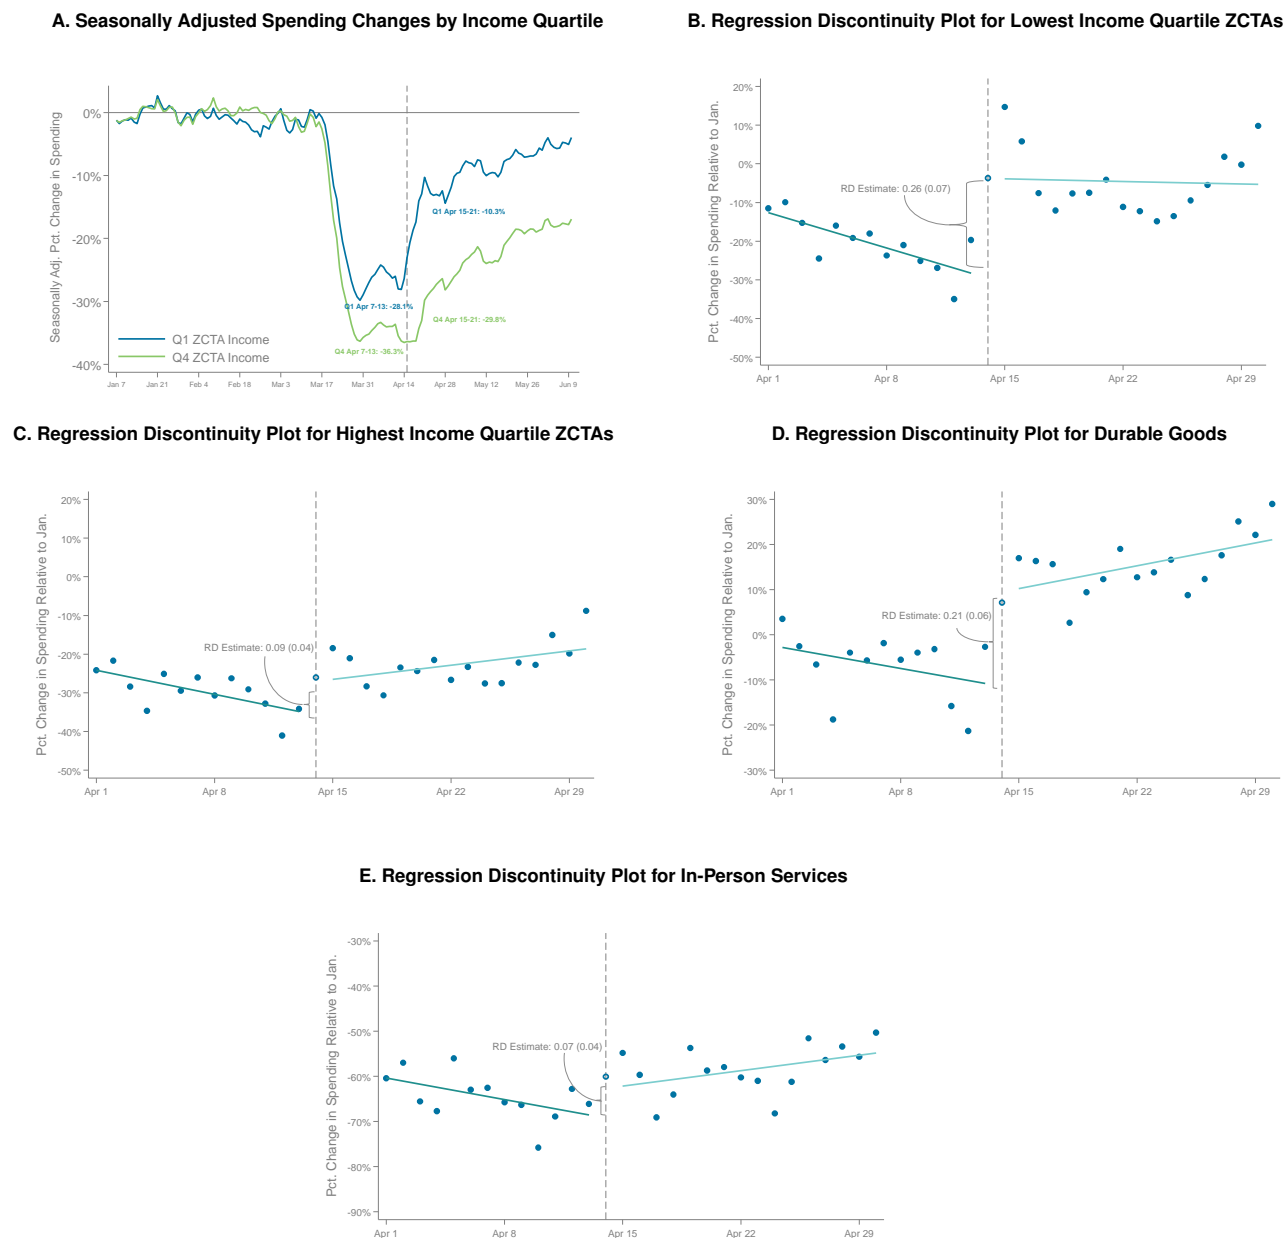 A. Seasonally Adjusted Spending Changes by Income Quartile
Seasonally Adj. Pct. Change in Spending
0%
-10%
-20%
-30%
-40%
Q1 Apr 15-21: -10.3%
Q1 Apr 7-13: -28.1%
Q4 Apr 15-21: -29.8%
Q4 Apr 7-13: -36.3%
Q1 ZCTA Income
Q4 ZCTA Income
Jan 7 Jan 21 Feb 4 Feb 18 Mar 3 Mar 17 Mar 31 Apr 14 Apr 28 May 12 May 26 Jun 9
B. Regression Discontinuity Plot for Lowest Income Quartile ZCTAs
Pct. Change in Spending Relative to Jan.
20%
10%
0%
-10%
-20%
-30%
-40%
-50%
RD Estimate: 0.26 (0.07)
Apr 1 Apr 8 Apr 15 Apr 22 Apr 29
C. Regression Discontinuity Plot for Highest Income Quartile ZCTAs
Pct. Change in Spending Relative to Jan.
20%
10%
0%
-10%
-20%
-30%
-40%
-50%
RD Estimate: 0.09 (0.04)
Apr 1 Apr 8 Apr 15 Apr 22 Apr 29
D. Regression Discontinuity Plot for Durable Goods
Pct. Change in Spending Relative to Jan.
30%
20%
10%
0%
-10%
-20%
-30%
RD Estimate: 0.21 (0.06)
Apr 1 Apr 8 Apr 15 Apr 22 Apr 29
E. Regression Discontinuity Plot for In-Person Services
Pct. Change in Spending Relative to Jan.
-30%
-40%
-50%
-60%
-70%
-80%
-90%
RD Estimate: 0.07 (0.04)
Apr 1 Apr 8 Apr 15 Apr 22 Apr 29